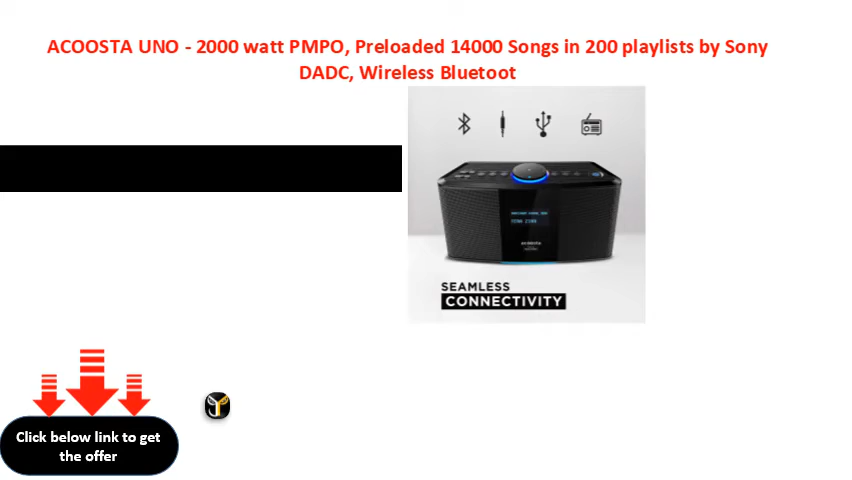 ACOOSTA UNO - 2000 watt PMPO, Preloaded 14000 Songs in 200 playlists by Sony
DADC, Wireless Bluetoot
acoosta
SEAMLESS
CONNECTIVITY
Click below link to get
the offer